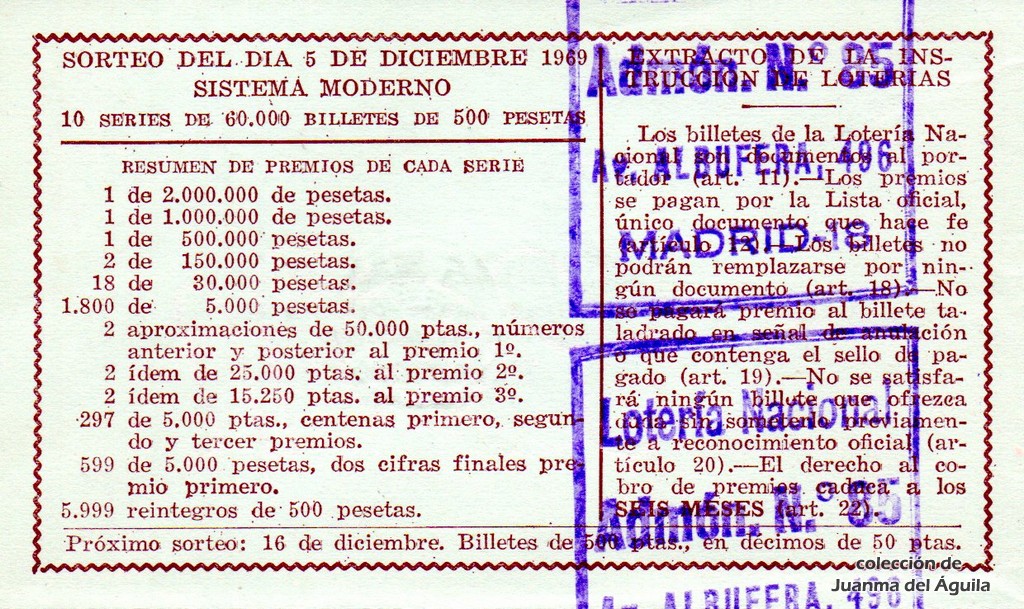 SORTEO DEL DIA 5 DE DICIEMBRE 1969
SISTEMA MODERNO
10 SERIES DE 60.000 BILLETES DE 500 PESETAS
RESUMEN DE PREMIOS DE CADA SERIE
1 de 2.000.000 de pesetas.
1 de 1.000.000 de pesetas.
1 de 500.000 pesetas.
2 de 150.000 pesetas.
18 de 30.000 pesetas.
1.800 de 5.000 pesetas.
2 aproximaciones de 50.000 ptas., números
anterior y posterior al premio 1º.
2 ídem de 25.000 ptas. al premio 2º.
2 ídem de 15.250 ptas. al premio 3º.
297 de 5.000 ptas., centenas primero, segun-
do y tercer premios.
599 de 5.000 pesetas, dos cifras finales pre-
mio primero.
5.999 reintegros de 500 pesetas.
EXTRACTO DE LA INS-
TRUCCION DE LOTERIAS
Los billetes de la Lotería Na-
cional son documentos al por-
tador (art. 11).—Los premios
se pagan por la Lista oficial,
único documento que hace fe
(artículo 12).—Los billetes no
podrán remplazarse por nin-
gún documento (art. 18).—No
se pagará premio al billete ta-
ladrado en señal de anulación
o que contenga el sello de pa-
gado (art. 19).—No se satisfa-
rá ningún billete que ofrezca
duda sin someterlo previamen-
te a reconocimiento oficial (ar-
tículo 20).—El derecho al co-
bro de premios caduca a los
SEIS MESES (art. 22).
Próximo sorteo: 16 de diciembre. Billetes de 500 ptas., en décimos de 50 ptas.
Admón. N.º 85
Av. ALBUFERA, 496
MADRID-18
Lotería Nacional
Admón. N.º 85
Av. ALBUFERA, 496
colección de
Juanma del Águila